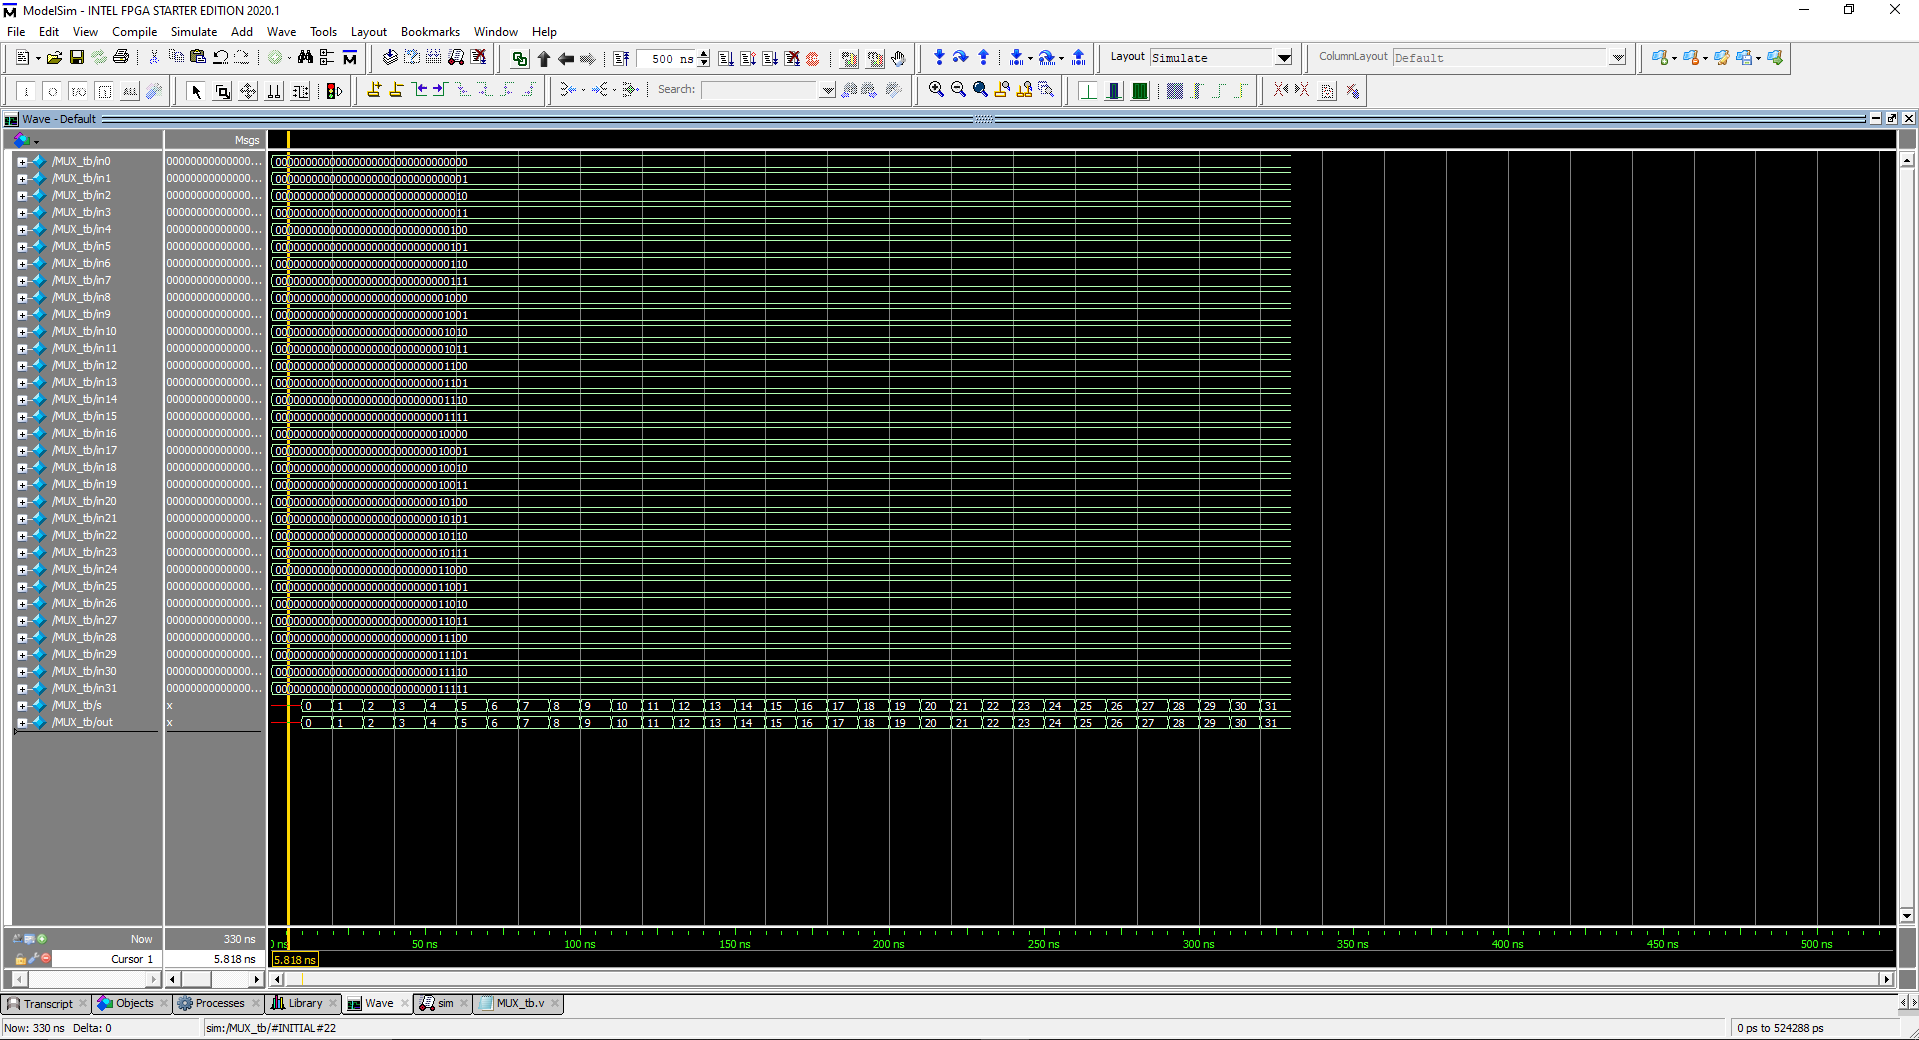 ModelSim - INTEL FPGA STARTER EDITION 2020.1
File Edit View Compile Simulate Add Wave Tools Layout Bookmarks Window Help
500 ns Layout Simulate ColumnLayout Default
ALL Search:
Wave - Default
Msgs
/MUX_tb/in0 00000000000000... 00000000000000000000000000000000
/MUX_tb/in1 00000000000000... 00000000000000000000000000000001
/MUX_tb/in2 00000000000000... 00000000000000000000000000000010
/MUX_tb/in3 00000000000000... 00000000000000000000000000000011
/MUX_tb/in4 00000000000000... 00000000000000000000000000000100
/MUX_tb/in5 00000000000000... 00000000000000000000000000000101
/MUX_tb/in6 00000000000000... 00000000000000000000000000000110
/MUX_tb/in7 00000000000000... 00000000000000000000000000000111
/MUX_tb/in8 00000000000000... 00000000000000000000000000001000
/MUX_tb/in9 00000000000000... 00000000000000000000000000001001
/MUX_tb/in10 00000000000000... 00000000000000000000000000001010
/MUX_tb/in11 00000000000000... 00000000000000000000000000001011
/MUX_tb/in12 00000000000000... 00000000000000000000000000001100
/MUX_tb/in13 00000000000000... 00000000000000000000000000001101
/MUX_tb/in14 00000000000000... 00000000000000000000000000001110
/MUX_tb/in15 00000000000000... 00000000000000000000000000001111
/MUX_tb/in16 00000000000000... 00000000000000000000000000010000
/MUX_tb/in17 00000000000000... 00000000000000000000000000010001
/MUX_tb/in18 00000000000000... 00000000000000000000000000010010
/MUX_tb/in19 00000000000000... 00000000000000000000000000010011
/MUX_tb/in20 00000000000000... 00000000000000000000000000010100
/MUX_tb/in21 00000000000000... 00000000000000000000000000010101
/MUX_tb/in22 00000000000000... 00000000000000000000000000010110
/MUX_tb/in23 00000000000000... 00000000000000000000000000010111
/MUX_tb/in24 00000000000000... 00000000000000000000000000011000
/MUX_tb/in25 00000000000000... 00000000000000000000000000011001
/MUX_tb/in26 00000000000000... 00000000000000000000000000011010
/MUX_tb/in27 00000000000000... 00000000000000000000000000011011
/MUX_tb/in28 00000000000000... 00000000000000000000000000011100
/MUX_tb/in29 00000000000000... 00000000000000000000000000011101
/MUX_tb/in30 00000000000000... 00000000000000000000000000011110
/MUX_tb/in31 00000000000000... 00000000000000000000000000011111
/MUX_tb/s x 0 1 2 3 4 5 6 7 8 9 10 11 12 13 14 15 16 17 18 19 20 21 22 23 24 25 26 27 28 29 30 31
/MUX_tb/out x 0 1 2 3 4 5 6 7 8 9 10 11 12 13 14 15 16 17 18 19 20 21 22 23 24 25 26 27 28 29 30 31
Now 330 ns ns 50 ns 100 ns 150 ns 200 ns 250 ns 300 ns 350 ns 400 ns 450 ns 500 ns
Cursor 1 5.818 ns 5.818 ns
Transcript Objects Processes Library Wave sim MUX_tb.v
Now: 330 ns Delta: 0 sim:/MUX_tb/#INITIAL#22 0 ps to 524288 ps